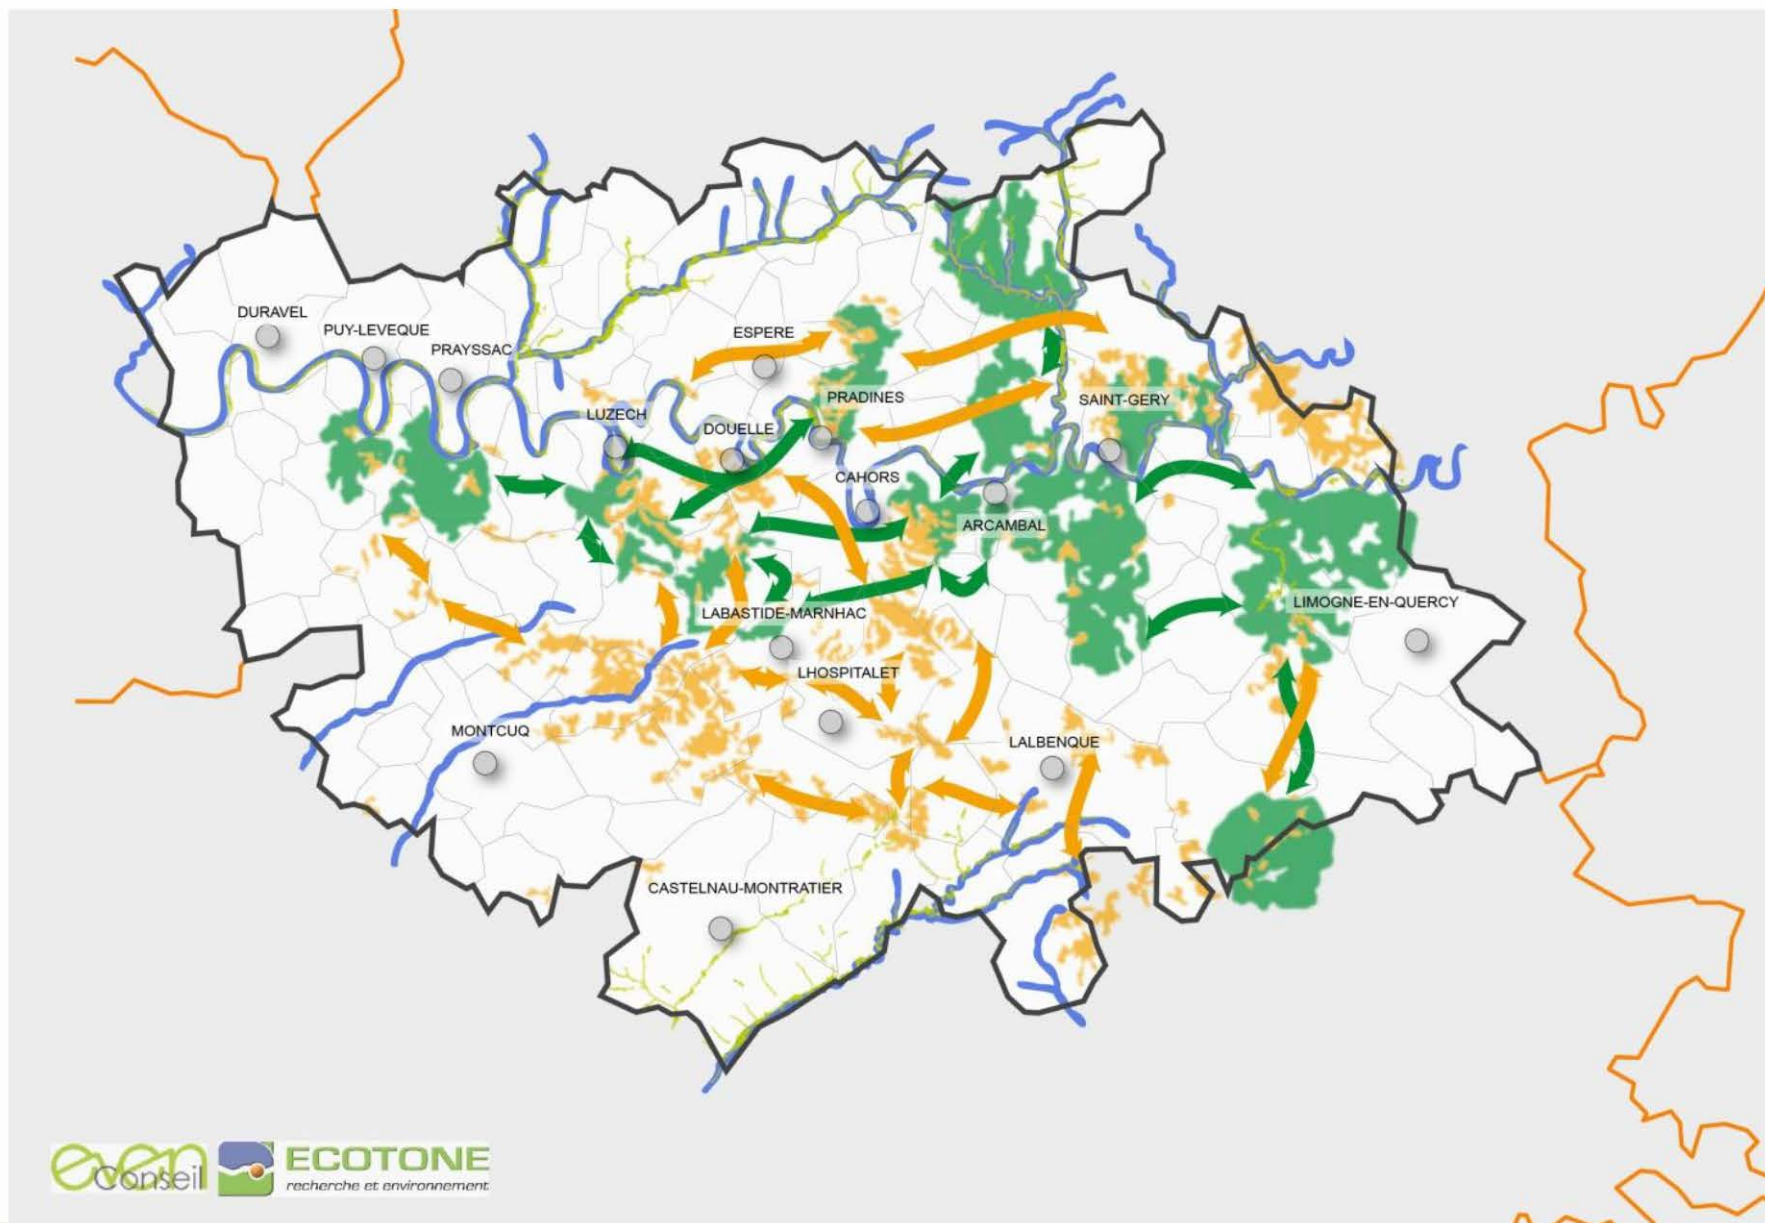 DURAVEL
PUY-LEVEQUE
PRAYSSAC
ESPERE
LUZECH
DOUELLE
PRADINES
SAINT-GERY
CAHORS
ARCAMBAL
LABASTIDE-MARNHAC
LIMOGNE-EN-QUERCY
LHOSPITALET
MONTCUQ
LALBENQUE
CASTELNAU-MONTRATIER
even
Conseil
ECOTONE
recherche et environnement